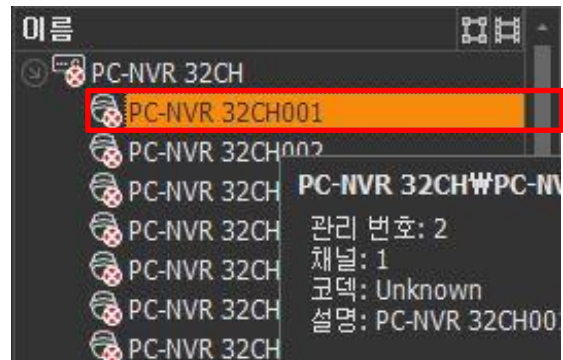 이름
PC-NVR 32CH
PC-NVR 32CH001
PC-NVR 32CH002
PC-NVR 32CH
PC-NVR 32CH
PC-NVR 32CH
PC-NVR 32CH
PC-NVR 32CH
PC-NVR 32CH₩PC-NV
관리 번호: 2
채널: 1
코덱: Unknown
설명: PC-NVR 32CH001